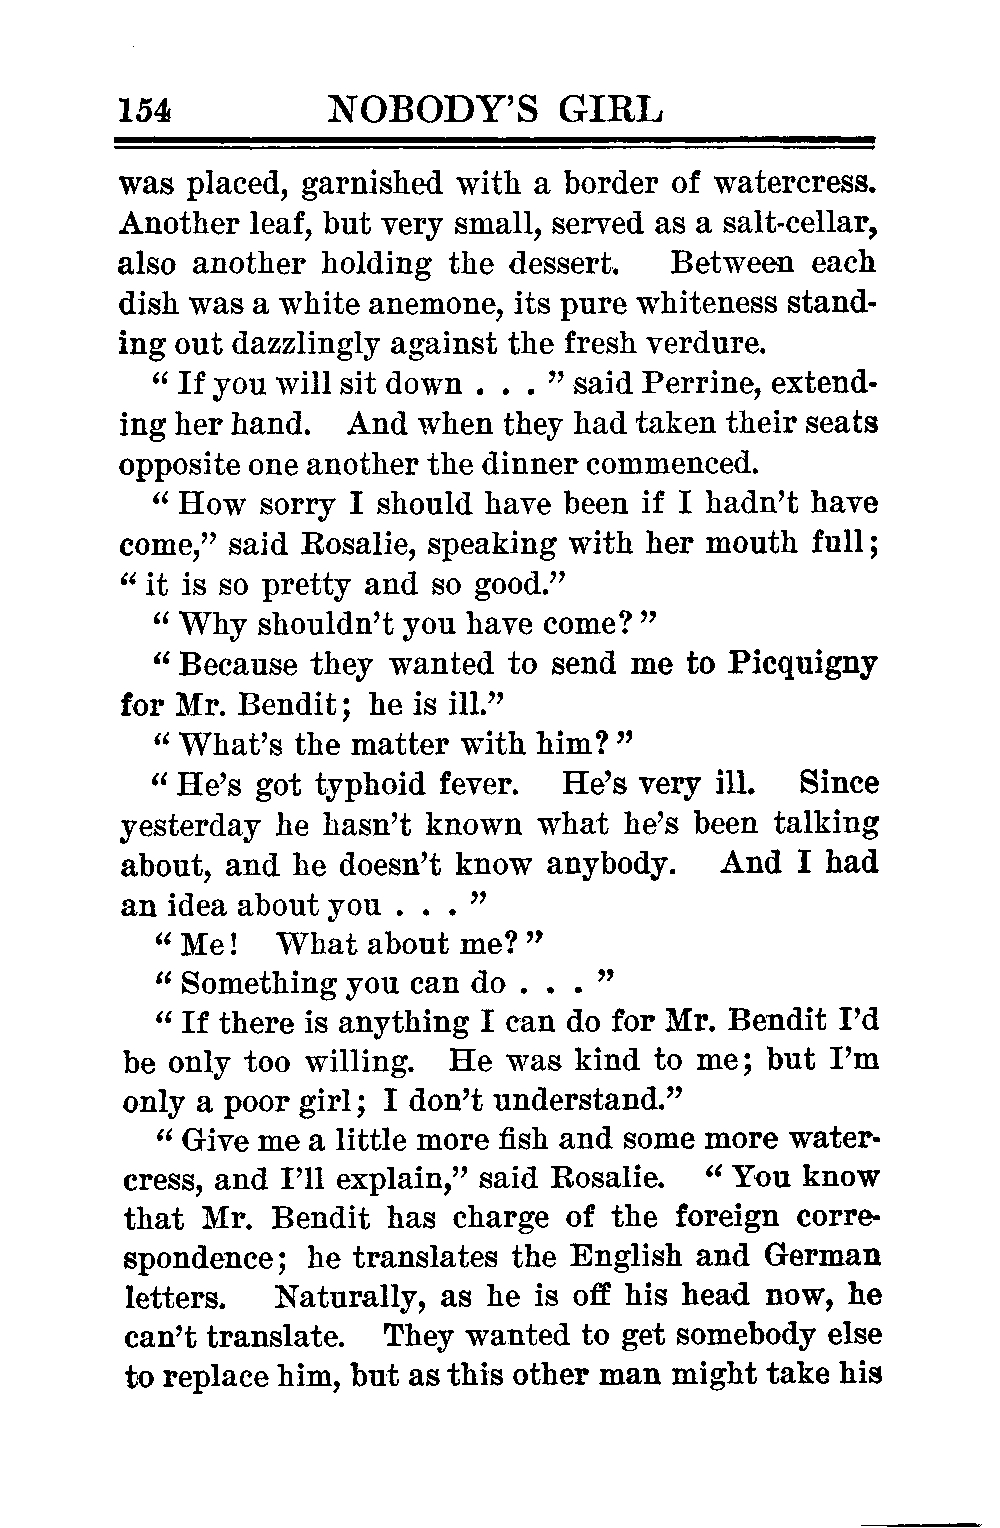 154 NOBODY'S GIRL
was placed, garnished with a border of watercress.
Another leaf, but very small, served as a salt-cellar,
also another holding the dessert. Between each
dish was a white anemone, its pure whiteness stand-
ing out dazzlingly against the fresh verdure.
“ If you will sit down . . . ” said Perrine, extend-
ing her hand. And when they had taken their seats
opposite one another the dinner commenced.
“ How sorry I should have been if I hadn't have
come,” said Rosalie, speaking with her mouth full;
“ it is so pretty and so good.”
“ Why shouldn't you have come? ”
“ Because they wanted to send me to Picquigny
for Mr. Bendit; he is ill.”
“ What's the matter with him? ”
“ He's got typhoid fever. He's very ill. Since
yesterday he hasn't known what he's been talking
about, and he doesn't know anybody. And I had
an idea about you . . . ”
“ Me! What about me? ”
“ Something you can do . . . ”
“ If there is anything I can do for Mr. Bendit I'd
be only too willing. He was kind to me; but I'm
only a poor girl; I don't understand.”
“ Give me a little more fish and some more water-
cress, and I'll explain,” said Rosalie. “ You know
that Mr. Bendit has charge of the foreign corre-
spondence; he translates the English and German
letters. Naturally, as he is off his head now, he
can't translate. They wanted to get somebody else
to replace him, but as this other man might take his